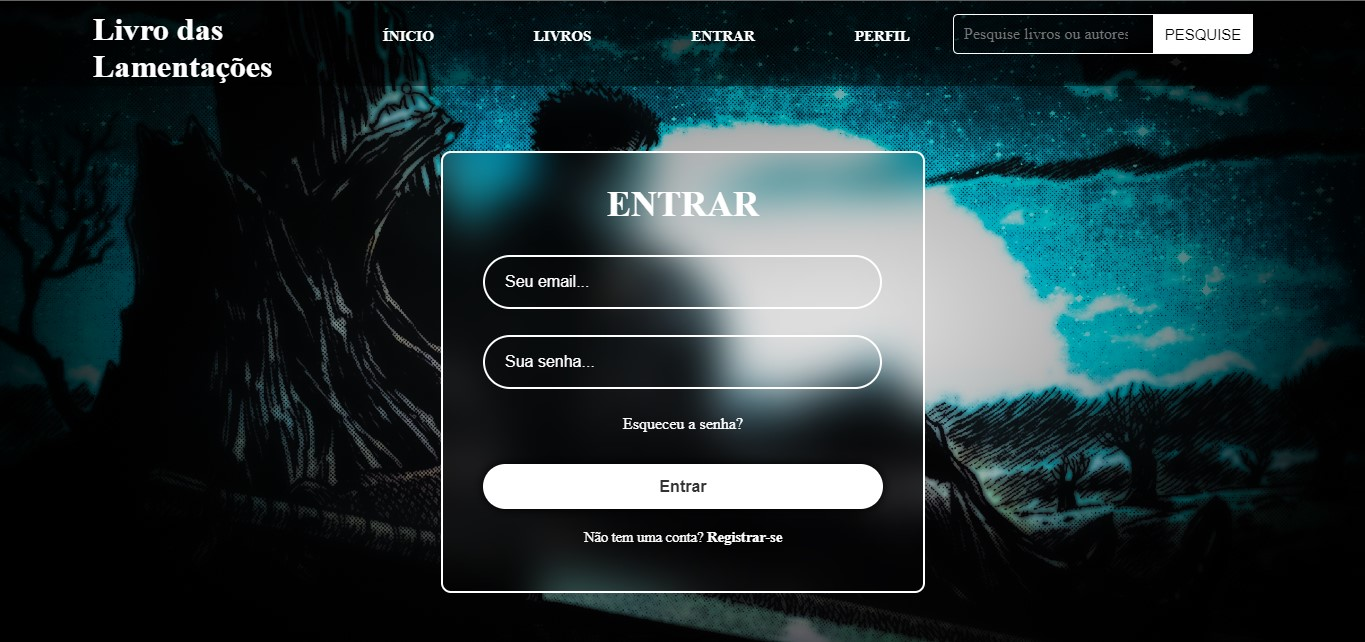 Livro das
Lamentações
ÍNICIO
LIVROS
ENTRAR
PERFIL
Pesquise livros ou autores
PESQUISE
ENTRAR
Seu email...
Sua senha...
Esqueceu a senha?
Entrar
Não tem uma conta? Registrar-se